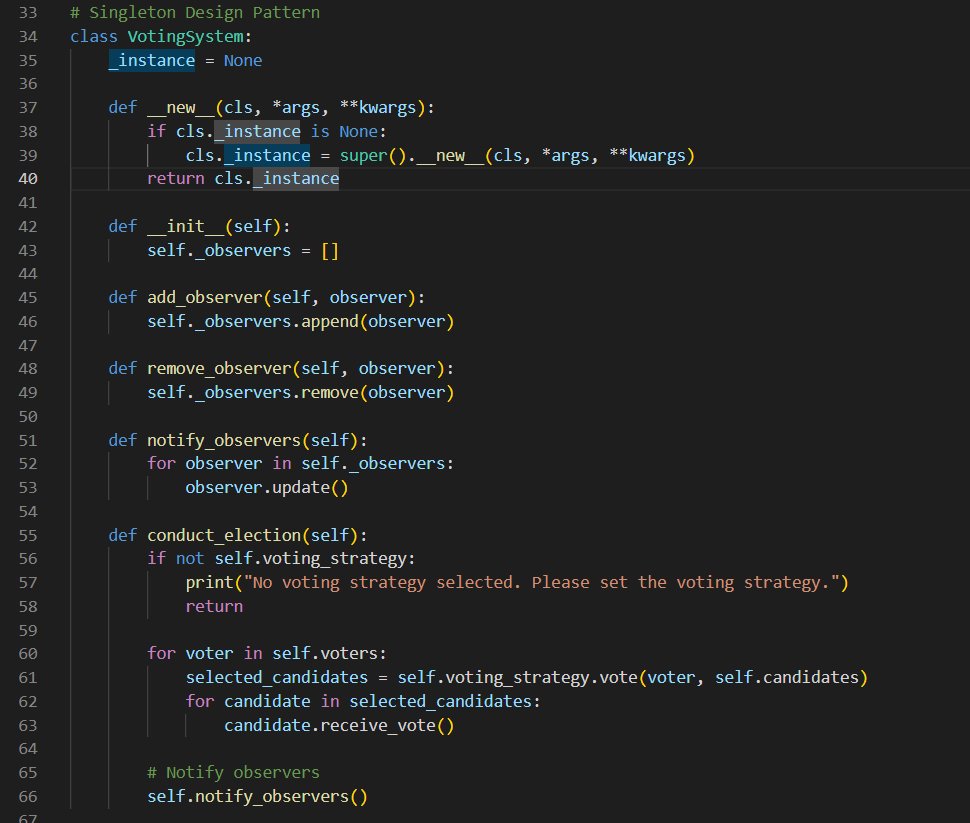 33 # Singleton Design Pattern
34 class VotingSystem:
35     _instance = None
36
37     def __new__(cls, *args, **kwargs):
38         if cls._instance is None:
39             cls._instance = super().__new__(cls, *args, **kwargs)
40         return cls._instance
41
42     def __init__(self):
43         self._observers = []
44
45     def add_observer(self, observer):
46         self._observers.append(observer)
47
48     def remove_observer(self, observer):
49         self._observers.remove(observer)
50
51     def notify_observers(self):
52         for observer in self._observers:
53             observer.update()
54
55     def conduct_election(self):
56         if not self.voting_strategy:
57             print("No voting strategy selected. Please set the voting strategy.")
58             return
59
60         for voter in self.voters:
61             selected_candidates = self.voting_strategy.vote(voter, self.candidates)
62             for candidate in selected_candidates:
63                 candidate.receive_vote()
64
65         # Notify observers
66         self.notify_observers()
67